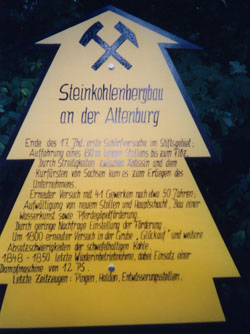 Steinkohlenbergbau
an der Altenburg
Ende des 17. Jhd. erste Schürfversuche im Stiftsgebiet;
Auffahrung eines 80 m langen Stollens bis zum Flöz.
Durch Streitigkeiten zwischen Äbtissin und dem
Kurfürsten von Sachsen kam es zum Erliegen des
Unternehmens.
Erneuter Versuch mit 41 Gewerken nach etwa 50 Jahren,
Aufwältigung von neuem Stollen und Hauptschacht, Bau einer
Wasserkunst sowie Pferdegöpelförderung.
Durch geringe Nachfrage Einstellung der Förderung.
Um 1800 erneuter Versuch in der Grube „Glückauf" und weitere
Absatzschwierigkeiten der schwefelhaltigen Kohle.
1848 - 1850 letzte Wiederinbetriebnahme, dabei Einsatz einer
Dampfmaschine von 12 PS.
Letzte Zeitzeugen: Pingen, Halden, Entwässerungsstollen.